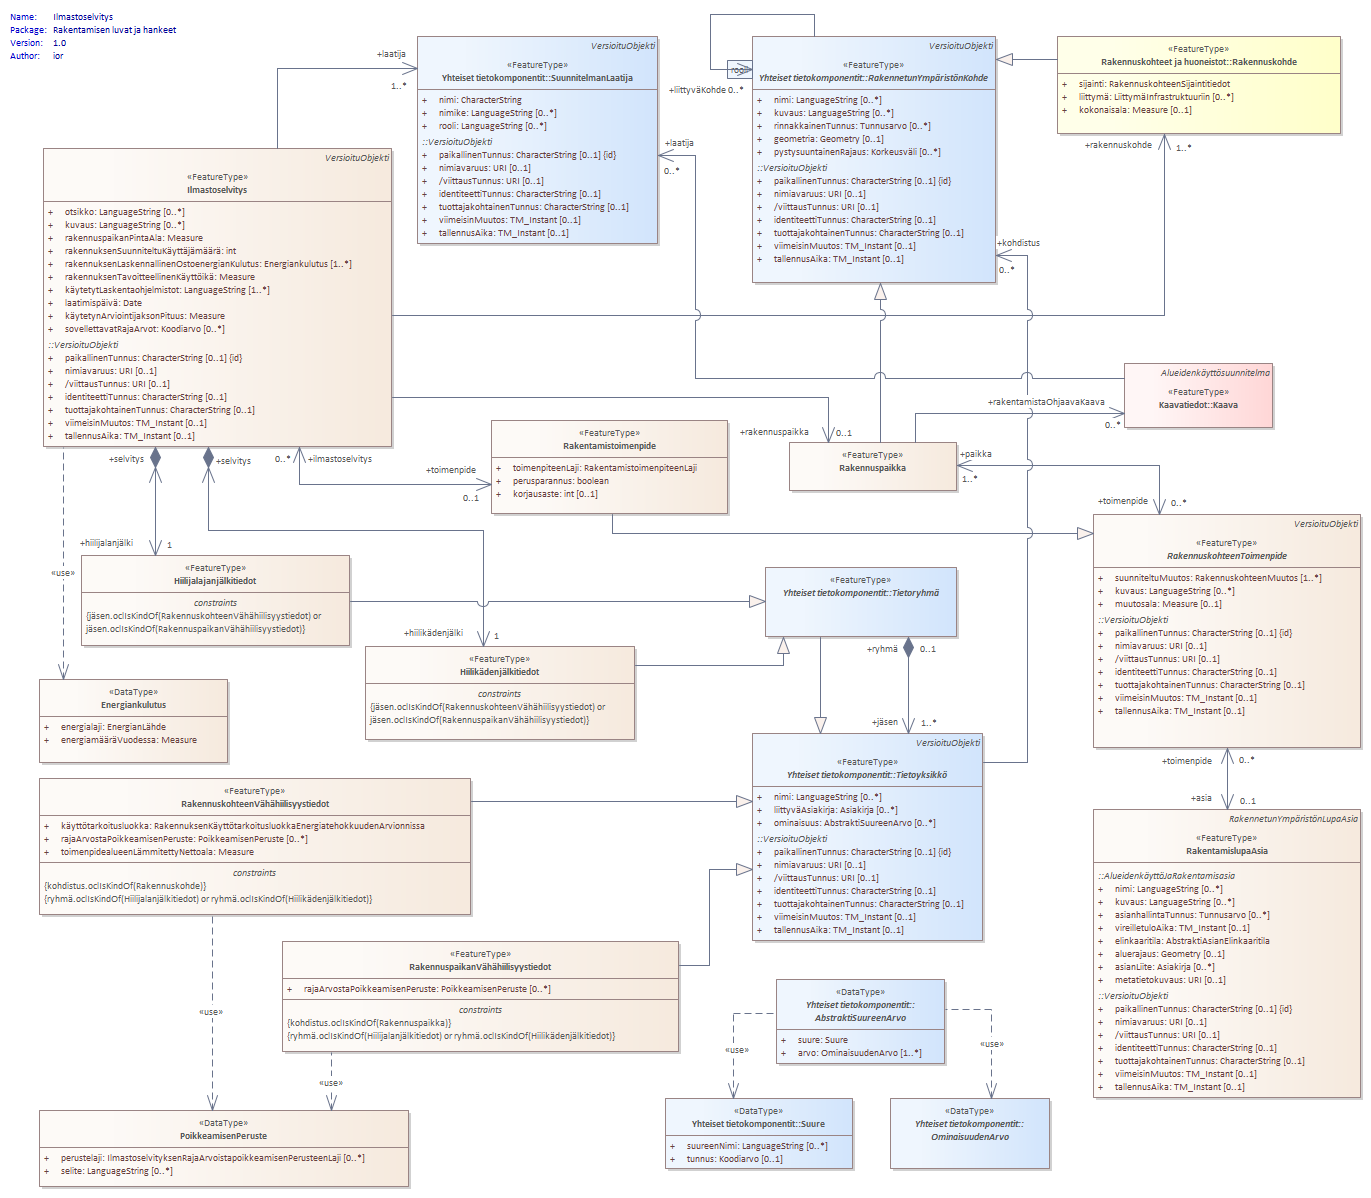 Name: Ilmastoselvitys
Package: Rakentamisen luvat ja hankeet
Version: 1.0
Author: ior
VersioituObjekti
«FeatureType»
Yhteiset tietokomponentit::SuunnitelmanLaatija
+ nimi: CharacterString
+ nimike: LanguageString [0..*]
+ rooli: LanguageString [0..*]
::VersioituObjekti
+ paikallinenTunnus: CharacterString [0..1] {id}
+ nimiavaruus: URI [0..1]
+ /viittausTunnus: URI [0..1]
+ identiteettiTunnus: CharacterString [0..1]
+ tuottajakohtainenTunnus: CharacterString [0..1]
+ viimeisinMuutos: TM_Instant [0..1]
+ tallennusAika: TM_Instant [0..1]
VersioituObjekti
«FeatureType»
Yhteiset tietokomponentit::RakennetunYmpäristönKohde
+ nimi: LanguageString [0..*]
+ kuvaus: LanguageString [0..*]
+ rinnakkainenTunnus: Tunnusarvo [0..*]
+ geometria: Geometry [0..1]
+ pystysuuntainenRajaus: Korkeusväli [0..*]
::VersioituObjekti
+ paikallinenTunnus: CharacterString [0..1] {id}
+ nimiavaruus: URI [0..1]
+ /viittausTunnus: URI [0..1]
+ identiteettiTunnus: CharacterString [0..1]
+ tuottajakohtainenTunnus: CharacterString [0..1]
+ viimeisinMuutos: TM_Instant [0..1]
+ tallennusAika: TM_Instant [0..1]
+liittyväKohde 0..*
«FeatureType»
Rakennuskohteet ja huoneistot::Rakennuskohde
+ sijainti: RakennuskohteenSijaintitiedot
+ liittymä: LiittymäInfrastruktuuriin [0..*]
+ kokonaisala: Measure [0..1]
+laatija
1..*
+laatija
0..*
+rakennuskohde
1..*
+kohdistus
0..*
VersioituObjekti
«FeatureType»
Ilmastoselvitys
+ otsikko: LanguageString [0..*]
+ kuvaus: LanguageString [0..*]
+ rakennuspaikanPintaAla: Measure
+ rakennuksenSuunniteltuKäyttäjämäärä: int
+ rakennuksenLaskennallinenOstoenergianKulutus: Energiankulutus [1..*]
+ rakennuksenTavoitteellinenKäyttöikä: Measure
+ käytetytLaskentaohjelmistot: LanguageString [1..*]
+ laatimispäivä: Date
+ käytetynArviointijaksonPituus: Measure
+ sovellettavatRajaArvot: Koodiarvo [0..*]
::VersioituObjekti
+ paikallinenTunnus: CharacterString [0..1] {id}
+ nimiavaruus: URI [0..1]
+ /viittausTunnus: URI [0..1]
+ identiteettiTunnus: CharacterString [0..1]
+ tuottajakohtainenTunnus: CharacterString [0..1]
+ viimeisinMuutos: TM_Instant [0..1]
+ tallennusAika: TM_Instant [0..1]
Alueidenkäyttösuunnitelma
«FeatureType»
Kaavatiedot::Kaava
+rakentamistaOhjaavaKaava
0..*
+rakennuspaikka
0..1
«FeatureType»
Rakennuspaikka
+paikka
1..*
+toimenpide
0..*
+selvitys
+selvitys
0..*
+ilmastoselvitys
+toimenpide
0..1
«FeatureType»
Rakentamistoimenpide
+ toimenpiteenLaji: RakentamistoimenpiteenLaji
+ perusparannus: boolean
+ korjausaste: int [0..1]
VersioituObjekti
«FeatureType»
RakennuskohteenToimenpide
+ suunniteltuMuutos: RakennuskohteenMuutos [1..*]
+ kuvaus: LanguageString [0..*]
+ muutosala: Measure [0..1]
::VersioituObjekti
+ paikallinenTunnus: CharacterString [0..1] {id}
+ nimiavaruus: URI [0..1]
+ /viittausTunnus: URI [0..1]
+ identiteettiTunnus: CharacterString [0..1]
+ tuottajakohtainenTunnus: CharacterString [0..1]
+ viimeisinMuutos: TM_Instant [0..1]
+ tallennusAika: TM_Instant [0..1]
+hiilijalanjälki
1
«use»
«FeatureType»
Hiilijalajanjälkitiedot
constraints
{jäsen.oclIsKindOf(RakennuskohteenVähähiilisyystiedot) or
jäsen.oclIsKindOf(RakennuspaikanVähähiilisyystiedot)}
+hiilikädenjälki
1
«FeatureType»
Hiilikädenjälkitiedot
constraints
{jäsen.oclIsKindOf(RakennuskohteenVähähiilisyystiedot) or
jäsen.oclIsKindOf(RakennuspaikanVähähiilisyystiedot)}
«FeatureType»
Yhteiset tietokomponentit::Tietoryhmä
+ryhmä
0..1
+jäsen
1..*
«DataType»
Energiankulutus
+ energialaji: EnergianLähde
+ energiamääräVuodessa: Measure
VersioituObjekti
«FeatureType»
Yhteiset tietokomponentit::Tietoyksikkö
+ nimi: LanguageString [0..*]
+ liittyväAsiakirja: Asiakirja [0..*]
+ ominaisuus: AbstraktiSuureenArvo [0..*]
::VersioituObjekti
+ paikallinenTunnus: CharacterString [0..1] {id}
+ nimiavaruus: URI [0..1]
+ /viittausTunnus: URI [0..1]
+ identiteettiTunnus: CharacterString [0..1]
+ tuottajakohtainenTunnus: CharacterString [0..1]
+ viimeisinMuutos: TM_Instant [0..1]
+ tallennusAika: TM_Instant [0..1]
+toimenpide
0..*
+asia
0..1
RakennetunYmpäristönLupaAsia
«FeatureType»
RakentamislupaAsia
::AlueidenkäyttöJaRakentamisasia
+ nimi: LanguageString [0..*]
+ kuvaus: LanguageString [0..*]
+ asianhallintaTunnus: Tunnusarvo [0..*]
+ vireilletuloAika: TM_Instant [0..1]
+ elinkaaritila: AbstraktiAsianElinkaaritila
+ aluerajaus: Geometry [0..1]
+ asianLiite: Asiakirja [0..*]
+ metatietokuvaus: URI [0..1]
::VersioituObjekti
+ paikallinenTunnus: CharacterString [0..1] {id}
+ nimiavaruus: URI [0..1]
+ /viittausTunnus: URI [0..1]
+ identiteettiTunnus: CharacterString [0..1]
+ tuottajakohtainenTunnus: CharacterString [0..1]
+ viimeisinMuutos: TM_Instant [0..1]
+ tallennusAika: TM_Instant [0..1]
«FeatureType»
RakennuskohteenVähähiilisyystiedot
+ käyttötarkoitusluokka: RakennuksenKäyttötarkoitusluokkaEnergiatehokkuudenArvionnissa
+ rajaArvostaPoikkeamisenPeruste: PoikkeamisenPeruste [0..*]
+ toimenpidealueenLämmitettyNettoala: Measure
constraints
{kohdistus.oclIsKindOf(Rakennuskohde)}
{ryhmä.oclIsKindOf(Hiilijalanjälkitiedot) or ryhmä.oclIsKindOf(Hiilikädenjälkitiedot)}
«FeatureType»
RakennuspaikanVähähiilisyystiedot
+ rajaArvostaPoikkeamisenPeruste: PoikkeamisenPeruste [0..*]
constraints
{kohdistus.oclIsKindOf(Rakennuspaikka)}
{ryhmä.oclIsKindOf(Hiilijalanjälkitiedot) or ryhmä.oclIsKindOf(Hiilikädenjälkitiedot)}
«use»
«use»
«DataType»
PoikkeamisenPeruste
+ perustelaji: IlmastoselvityksenRajaArvoistapoikkeamisenPerusteenLaji [0..*]
+ selite: LanguageString [0..*]
«DataType»
Yhteiset tietokomponentit::
AbstraktiSuureenArvo
+ suure: Suure
+ arvo: OminaisuudenArvo [1..*]
«use»
«use»
«DataType»
Yhteiset tietokomponentit::Suure
+ suureenNimi: LanguageString [0..*]
+ tunnus: Koodiarvo [0..1]
«DataType»
Yhteiset tietokomponentit::
OminaisuudenArvo